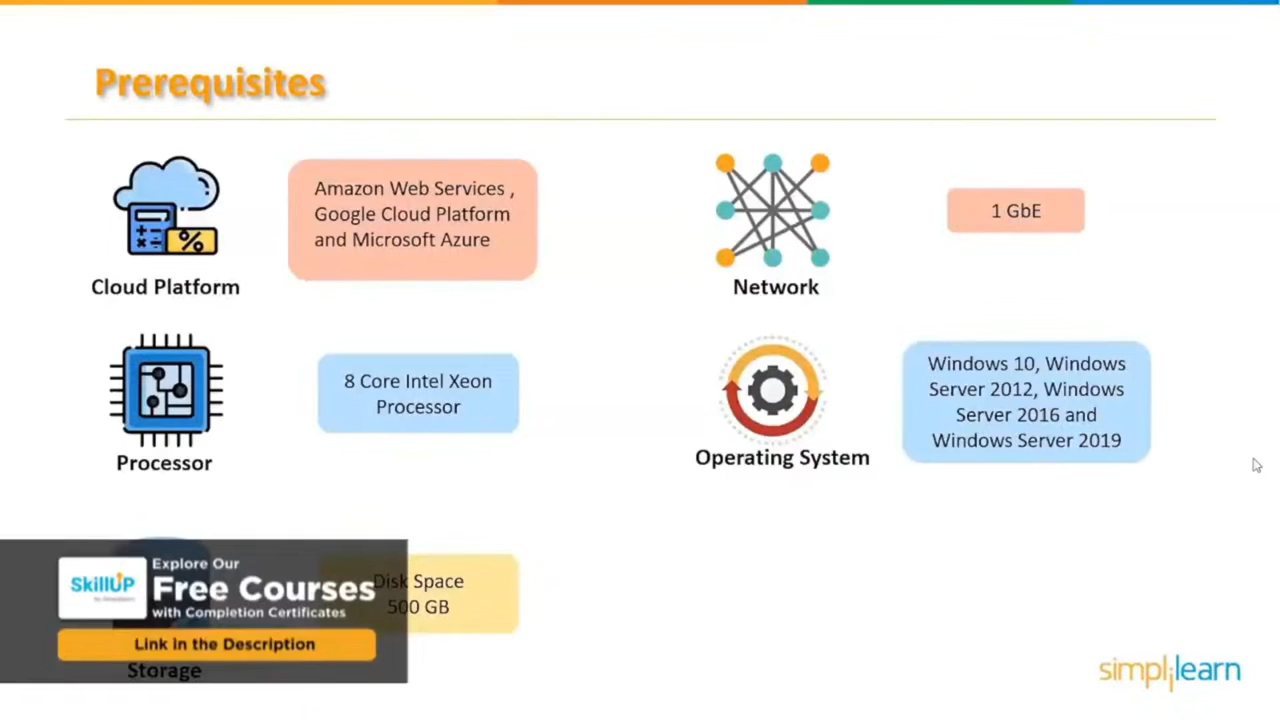 Prerequisites
Amazon Web Services ,
Google Cloud Platform
and Microsoft Azure
Cloud Platform
1 GbE
Network
8 Core Intel Xeon
Processor
Processor
Windows 10, Windows
Server 2012, Windows
Server 2016 and
Windows Server 2019
Operating System
Disk Space
500 GB
Storage
SkillUP
Explore Our
Free Courses
with Completion Certificates
Link in the Description
simplilearn